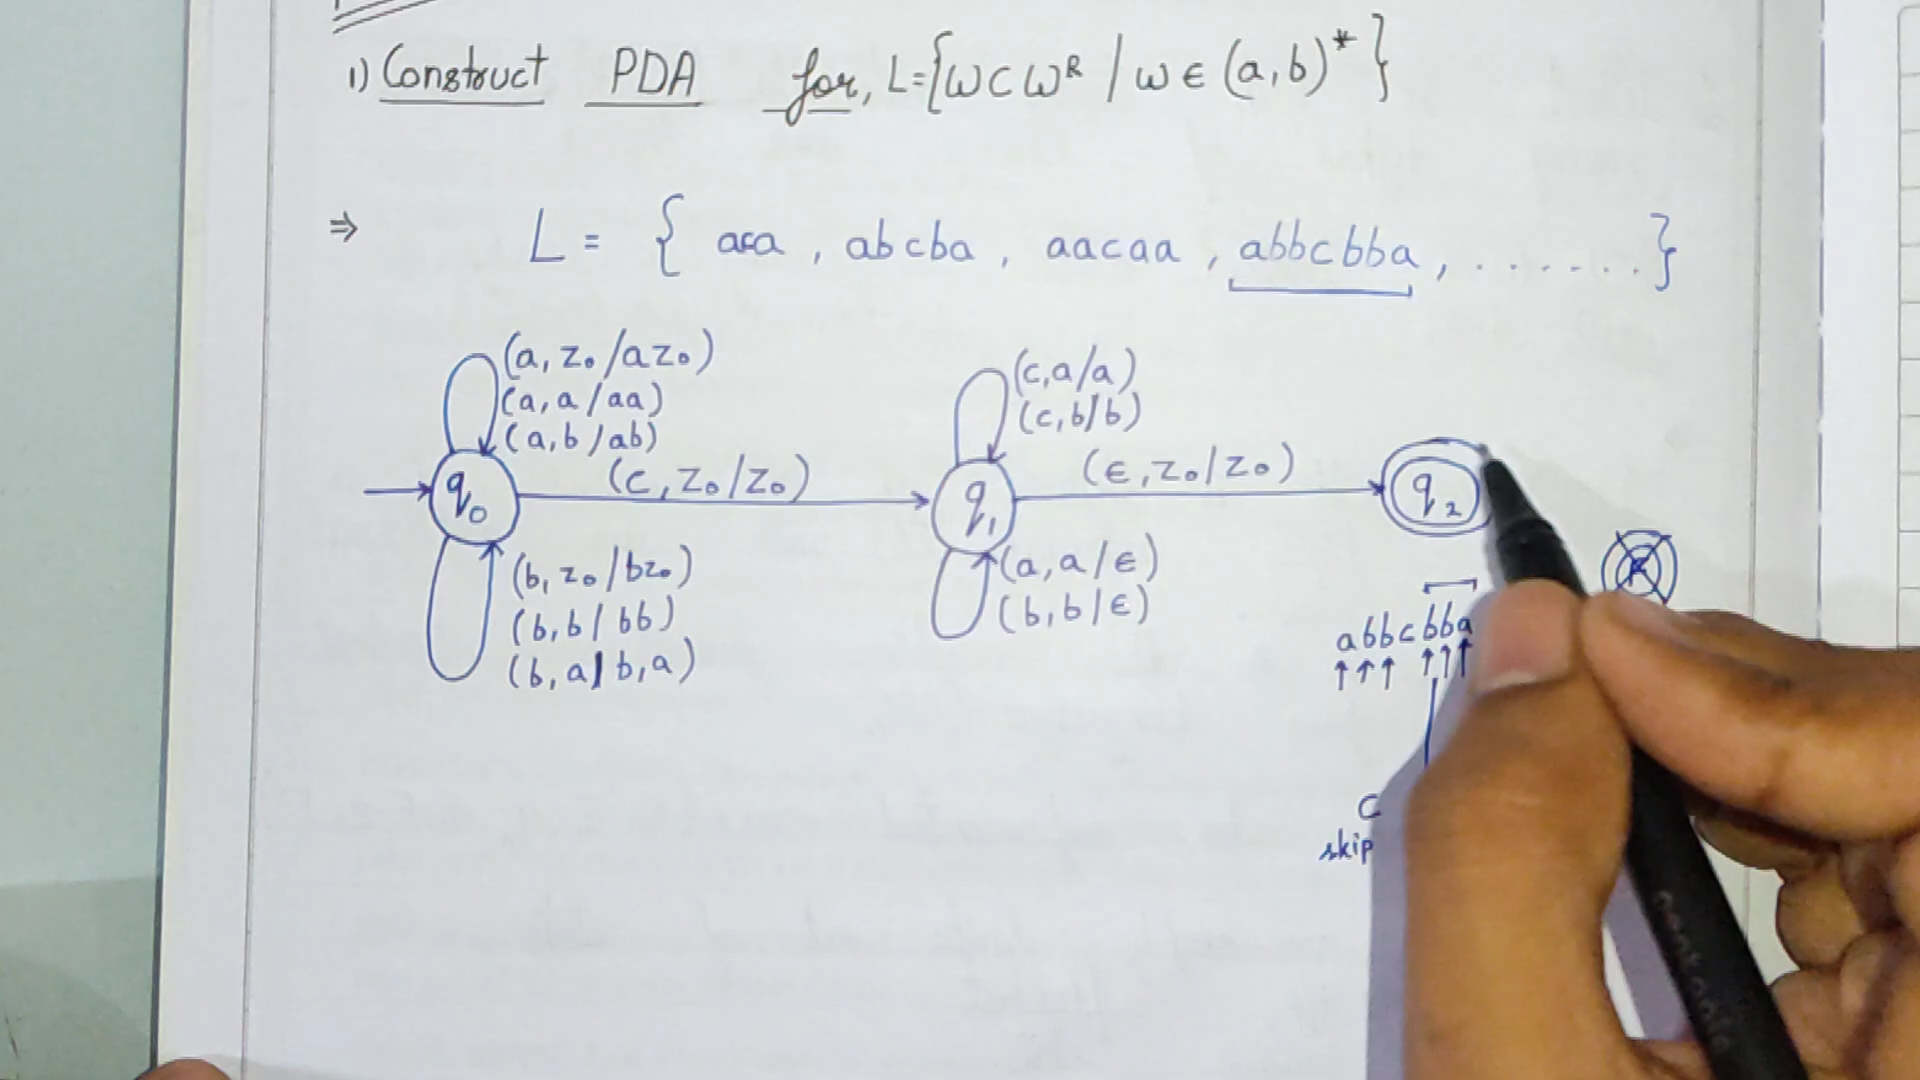 1) Construct PDA for, L={ωcω^R / ω ∈ (a,b)*}
⇒ L = { aca , abcba , aacaa , abbcbba , ....... }
(a, z₀/az₀)
(a, a/aa)
(a, b/ab)
(c, a/a)
(c, b/b)
q₀
(c, z₀/z₀)
q₁
(ϵ, z₀/z₀)
q₂
(b, z₀/bz₀)
(b, b/bb)
(b, a/b,a)
(a, a/ϵ)
(b, b/ϵ)
abbcbba
c
skip